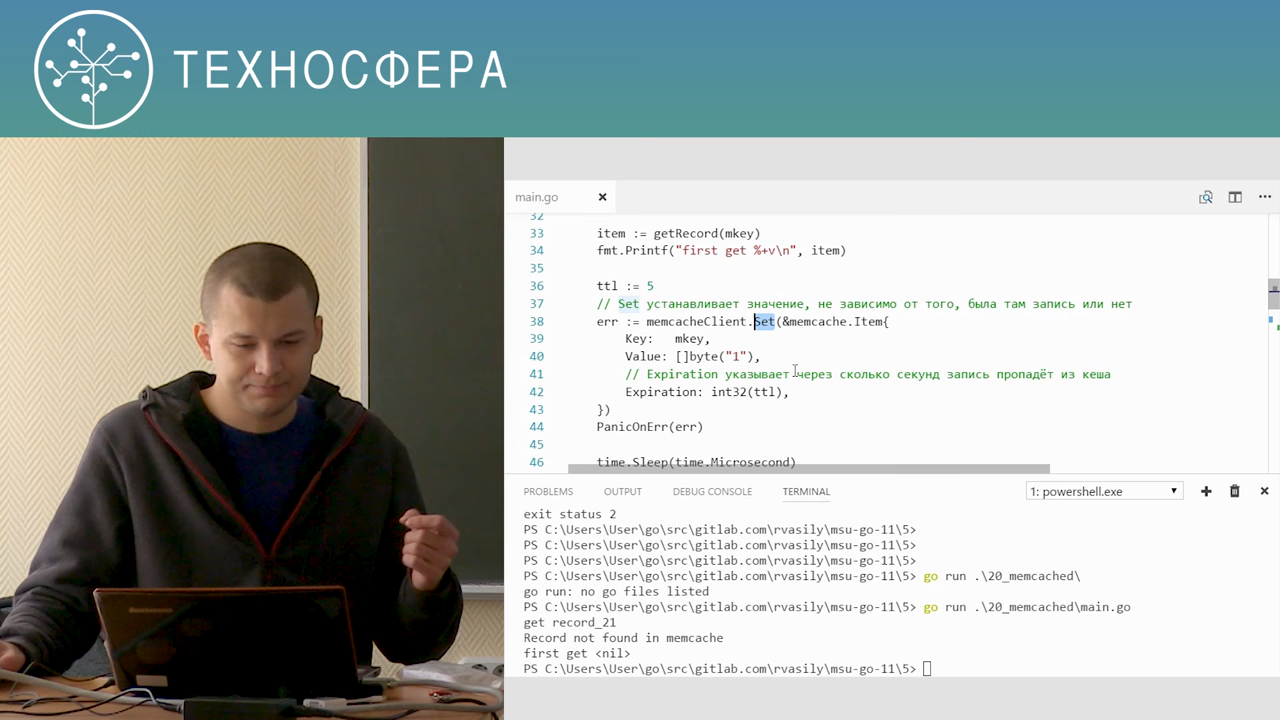 ТЕХНОСФЕРА
main.go
32
33 item := getRecord(mkey)
34 fmt.Printf("first get %+v\n", item)
35
36 ttl := 5
37 // Set устанавливает значение, не зависимо от того, была там запись или нет
38 err := memcacheClient.Set(&memcache.Item{
39 Key: mkey,
40 Value: []byte("1"),
41 // Expiration указывает через сколько секунд запись пропадёт из кеша
42 Expiration: int32(ttl),
43 })
44 PanicOnErr(err)
45
46 time.Sleep(time.Microsecond)
PROBLEMS OUTPUT DEBUG CONSOLE TERMINAL 1: powershell.exe
exit status 2
PS C:\Users\User\go\src\gitlab.com\rvasily\msu-go-11\5>
PS C:\Users\User\go\src\gitlab.com\rvasily\msu-go-11\5>
PS C:\Users\User\go\src\gitlab.com\rvasily\msu-go-11\5>
PS C:\Users\User\go\src\gitlab.com\rvasily\msu-go-11\5> go run .\20_memcached\
go run: no go files listed
PS C:\Users\User\go\src\gitlab.com\rvasily\msu-go-11\5> go run .\20_memcached\main.go
get record_21
Record not found in memcache
first get <nil>
PS C:\Users\User\go\src\gitlab.com\rvasily\msu-go-11\5>